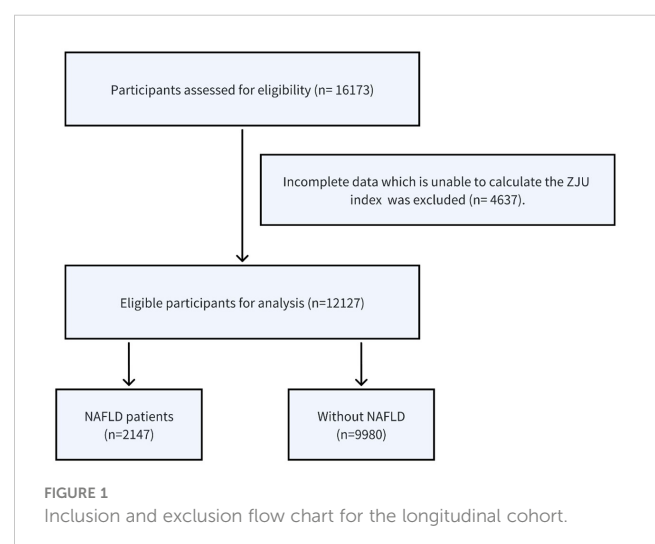 Participants assessed for eligibility (n= 16173)
Incomplete data which is unable to calculate the ZJU
index was excluded (n= 4637).
Eligible participants for analysis (n=12127)
NAFLD patients
(n=2147)
Without NAFLD
(n=9980)
FIGURE 1
Inclusion and exclusion flow chart for the longitudinal cohort.